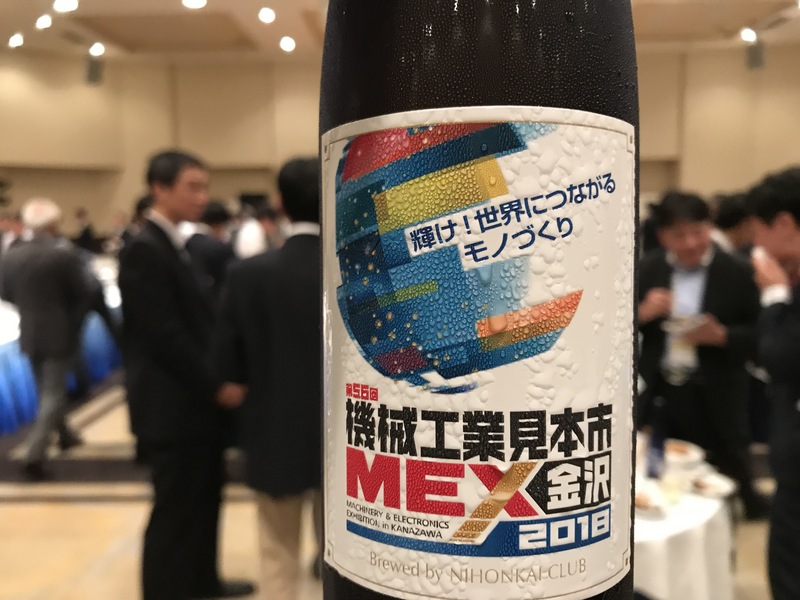 輝け!世界につながる
モノづくり
第56回
機械工業見本市
MEX金沢
MACHINERY & ELECTRONICS
EXHIBITION in KANAZAWA
2018
Brewed by NIHONKAI CLUB